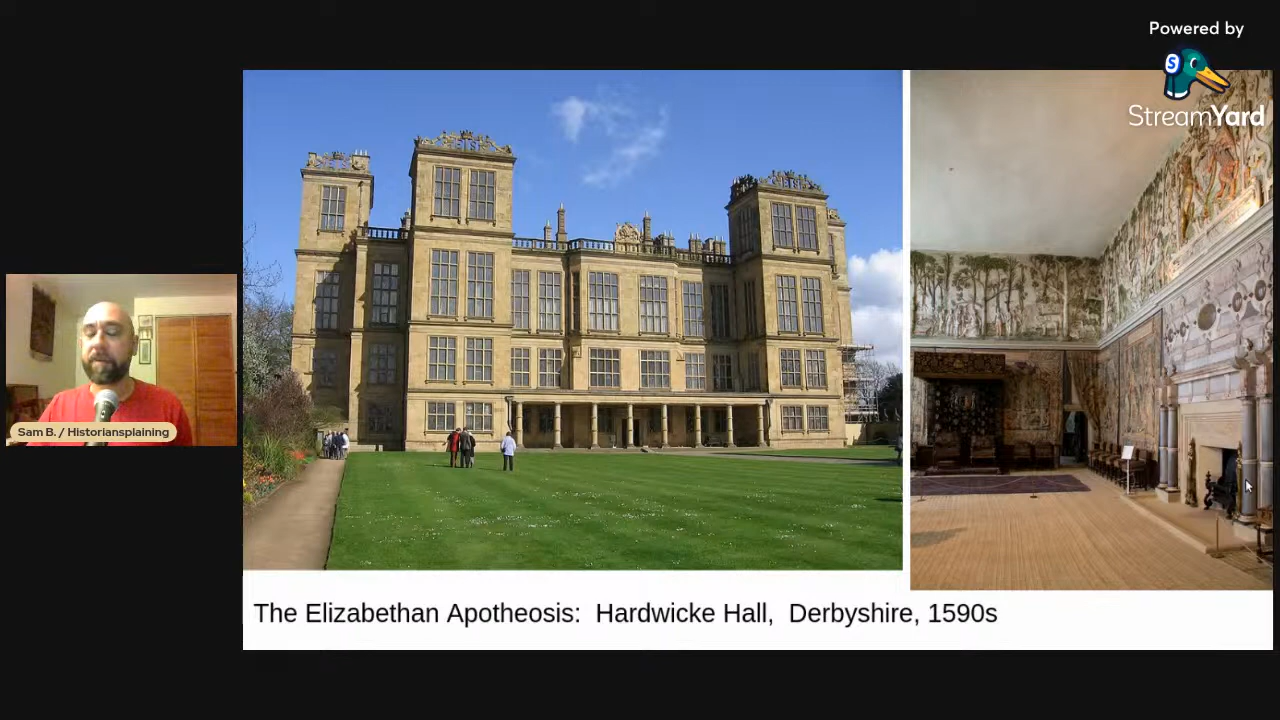 Powered by
S
StreamYard
Sam B. / Historiansplaining
The Elizabethan Apotheosis:  Hardwicke Hall,  Derbyshire, 1590s